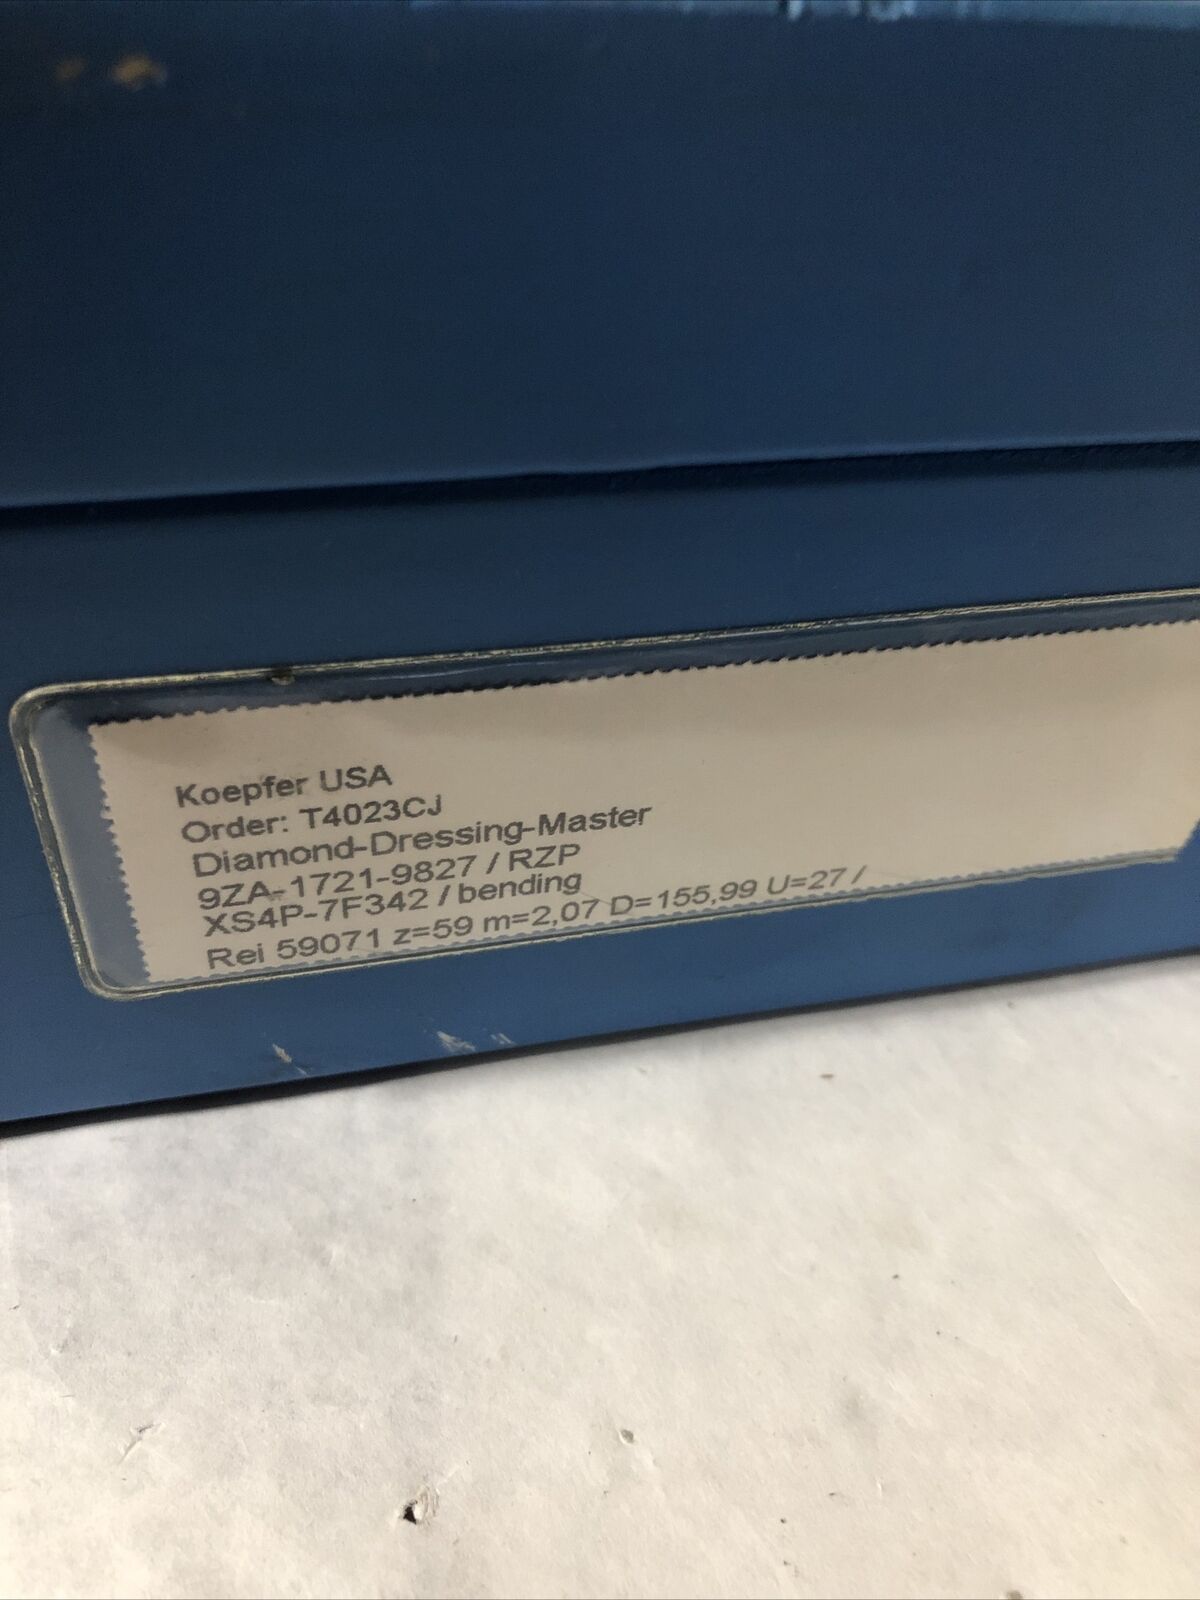 Koepfer USA
Order: T4023CJ
Diamond-Dressing-Master
9ZA-1721-9827 / RZP
XS4P-7F342 / bending
Rei 59071 z=59 m=2,07 D=155,99 U=27 /